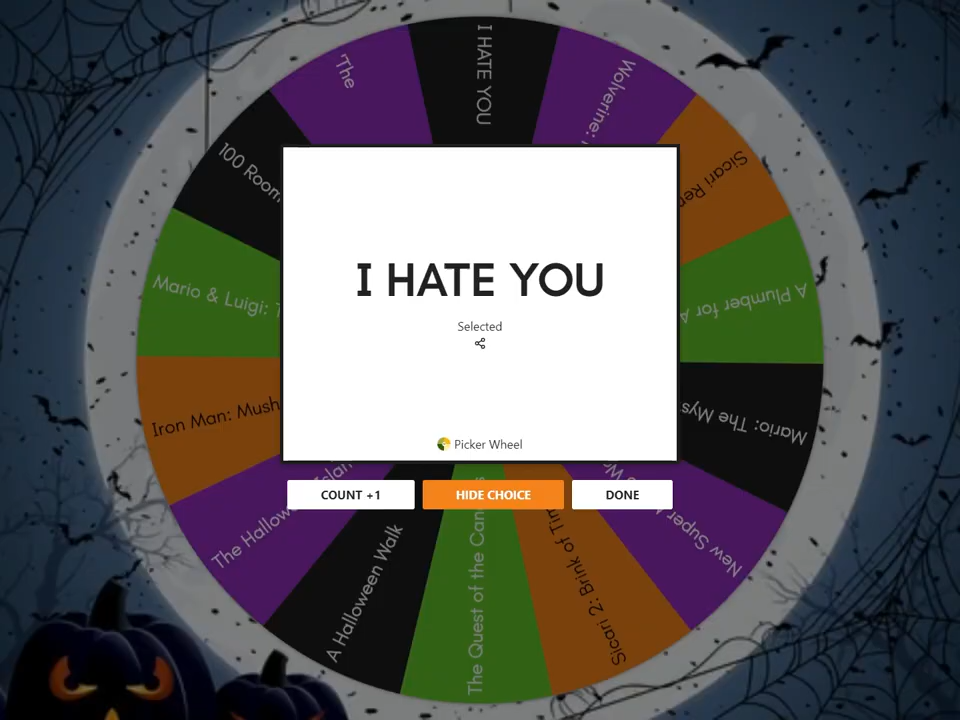 I HATE YOU
Wolverine:
Sicari Re
A Plumber for A
Mario: The Mys
New Super
Sicari 2: Brink of Tim
The Quest of the Can
A Halloween Walk
The Hallow Islan
Iron Man: Mush
Mario & Luigi: T
100 Room
'The
I HATE YOU
Selected
Picker Wheel
COUNT +1
HIDE CHOICE
DONE